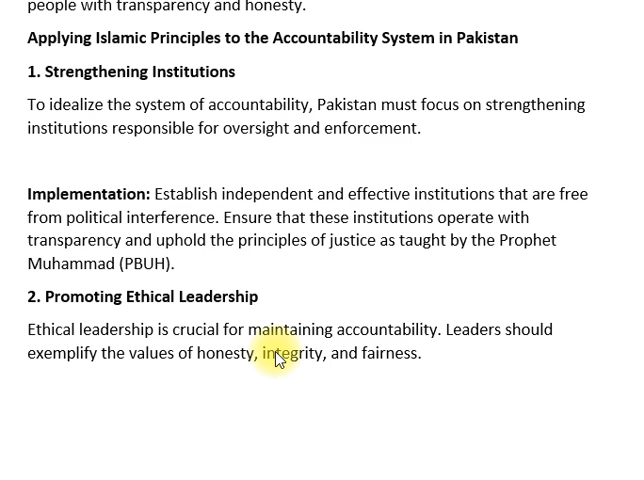 people with transparency and honesty.
Applying Islamic Principles to the Accountability System in Pakistan
1. Strengthening Institutions
To idealize the system of accountability, Pakistan must focus on strengthening
institutions responsible for oversight and enforcement.
Implementation: Establish independent and effective institutions that are free
from political interference. Ensure that these institutions operate with
transparency and uphold the principles of justice as taught by the Prophet
Muhammad (PBUH).
2. Promoting Ethical Leadership
Ethical leadership is crucial for maintaining accountability. Leaders should
exemplify the values of honesty, integrity, and fairness.